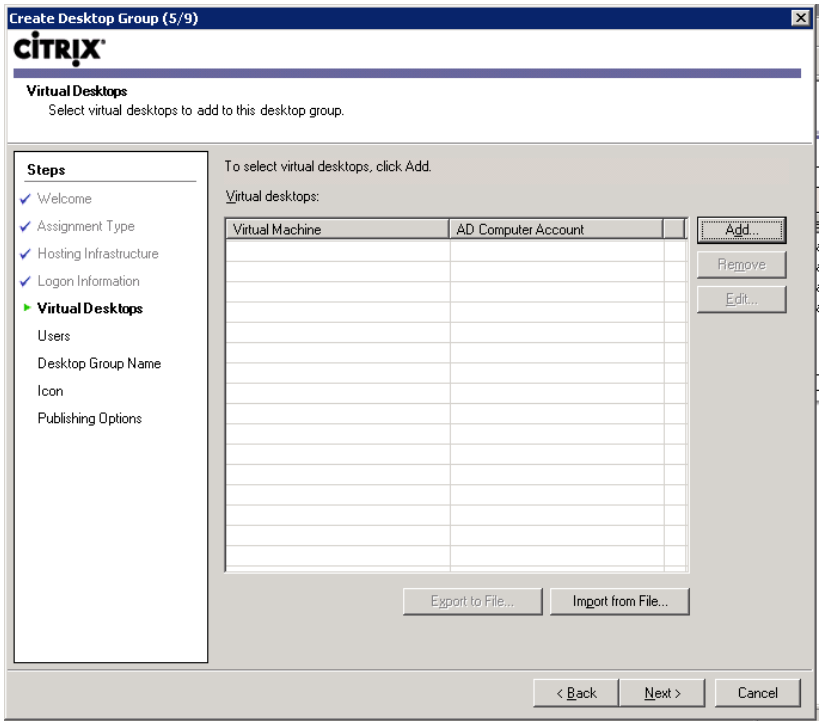 Create Desktop Group (5/9)
CİTRIX
Virtual Desktops
Select virtual desktops to add to this desktop group.
Steps
Welcome
Assignment Type
Hosting Infrastructure
Logon Information
Virtual Desktops
Users
Desktop Group Name
Icon
Publishing Options
To select virtual desktops, click Add.
Virtual desktops:
Virtual Machine
AD Computer Account
Add...
Remove
Edit...
Export to File...
Import from File...
< Back
Next >
Cancel